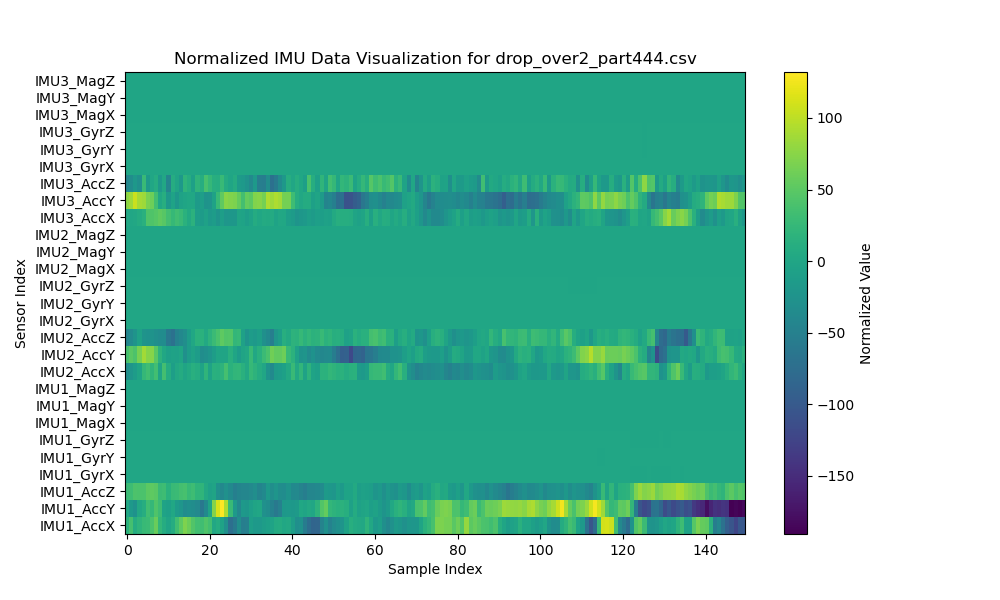 Normalized IMU Data Visualization for drop_over2_part444.csv
IMU3_MagZ
IMU3_MagY
IMU3_MagX
IMU3_GyrZ
IMU3_GyrY
IMU3_GyrX
IMU3_AccZ
IMU3_AccY
IMU3_AccX
IMU2_MagZ
IMU2_MagY
IMU2_MagX
IMU2_GyrZ
IMU2_GyrY
IMU2_GyrX
IMU2_AccZ
IMU2_AccY
IMU2_AccX
IMU1_MagZ
IMU1_MagY
IMU1_MagX
IMU1_GyrZ
IMU1_GyrY
IMU1_GyrX
IMU1_AccZ
IMU1_AccY
IMU1_AccX
Sensor Index
0 20 40 60 80 100 120 140
Sample Index
100
50
0
−50
−100
−150
Normalized Value